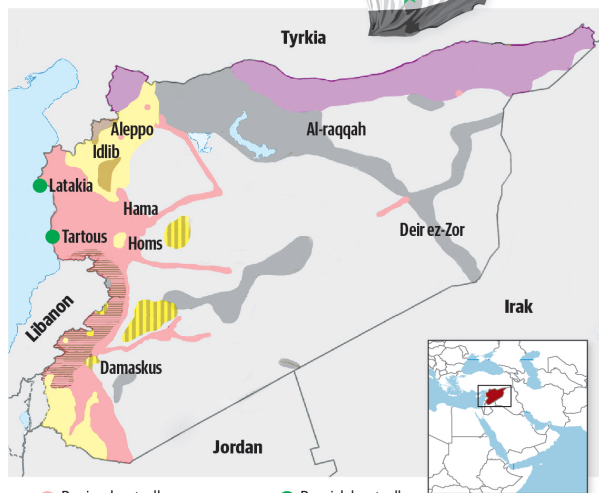 Tyrkia
Aleppo
Al-raqqah
Idlib
Latakia
Hama
Tartous
Homs
Deir ez-Zor
Libanon
Irak
Damaskus
Jordan